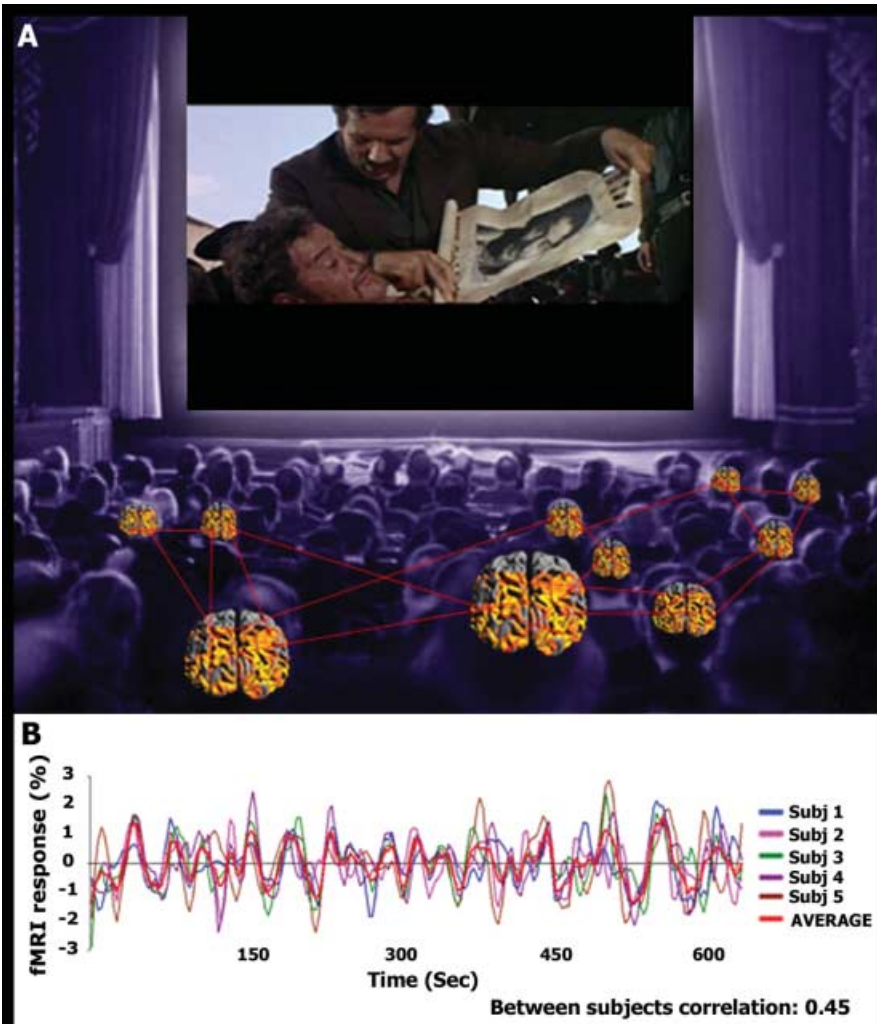 A
B
fMRI response (%)
3
2
1
0
-1
-2
-3
150 300 450 600
Time (Sec)
Subj 1
Subj 2
Subj 3
Subj 4
Subj 5
AVERAGE
Between subjects correlation: 0.45